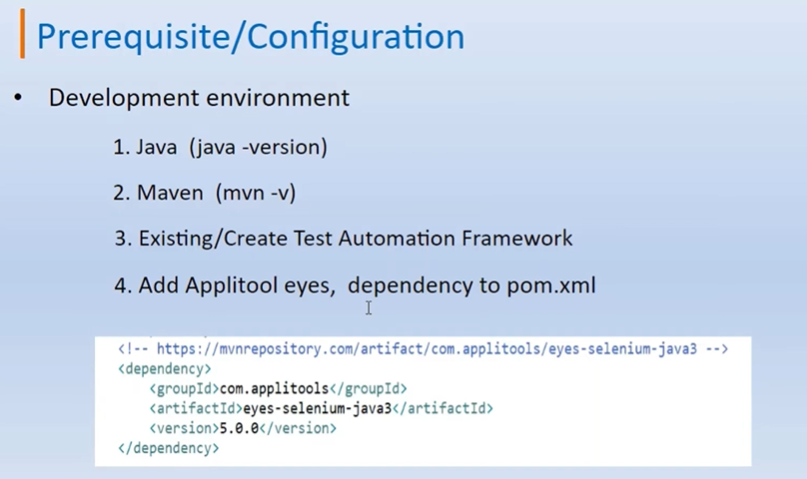 Prerequisite/Configuration
• Development environment
1. Java (java -version)
2. Maven (mvn -v)
3. Existing/Create Test Automation Framework
4. Add Applitool eyes, dependency to pom.xml
<!-- https://mvnrepository.com/artifact/com.applitools/eyes-selenium-java3 -->
<dependency>
    <groupId>com.applitools</groupId>
    <artifactId>eyes-selenium-java3</artifactId>
    <version>5.0.0</version>
</dependency>